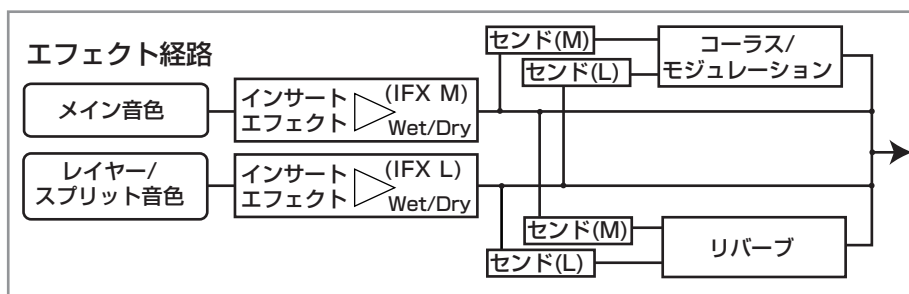 エフェクト経路
メイン音色
インサート
エフェクト
(IFX M)
Wet/Dry
レイヤー/
スプリット音色
インサート
エフェクト
(IFX L)
Wet/Dry
センド(M)
センド(L)
コーラス/
モジュレーション
センド(M)
センド(L)
リバーブ